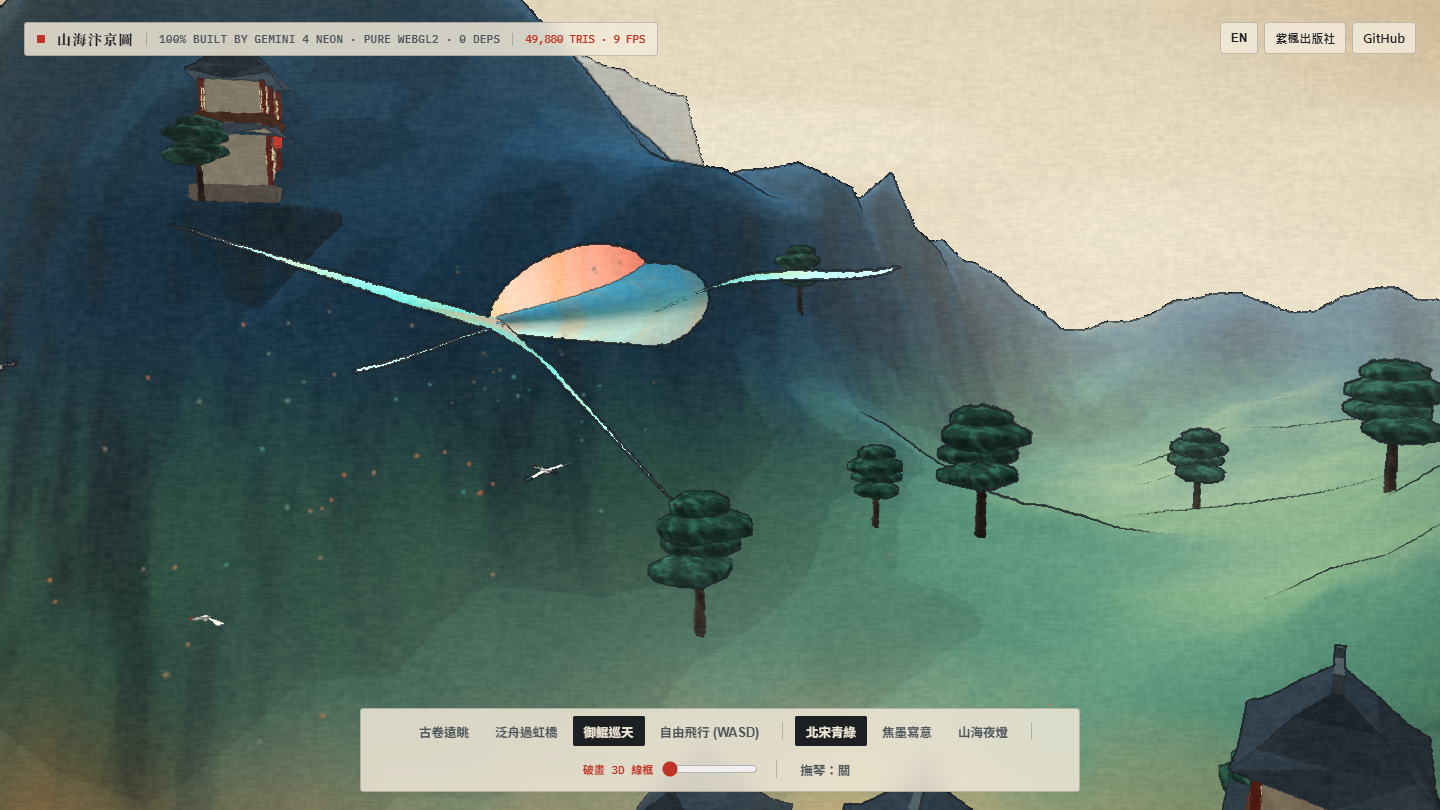 山海汴京圖 100% BUILT BY GEMINI 4 NEON · PURE WEBGL2 · 0 DEPS 49,880 TRIS · 9 FPS
EN 紫楓出版社 GitHub
古卷遠眺 泛舟過虹橋 御鯤巡天 自由飛行 (WASD) 北宋青綠 焦墨寫意 山海夜燈
破畫 3D 線框 撫琴：關